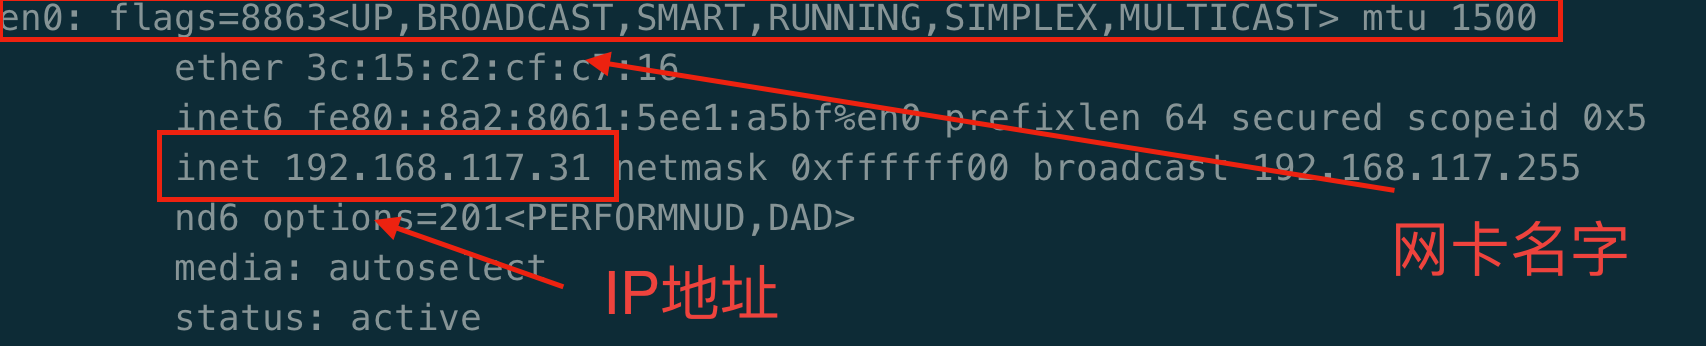 en0: flags=8863<UP,BROADCAST,SMART,RUNNING,SIMPLEX,MULTICAST> mtu 1500
ether 3c:15:c2:cf:c7:16
inet6 fe80::8a2:8061:5ee1:a5bf%en0 prefixlen 64 secured scopeid 0x5
inet 192.168.117.31 netmask 0xffffff00 broadcast 192.168.117.255
nd6 options=201<PERFORMNUD,DAD>
网卡名字
media: autoselect
IP地址
status: active